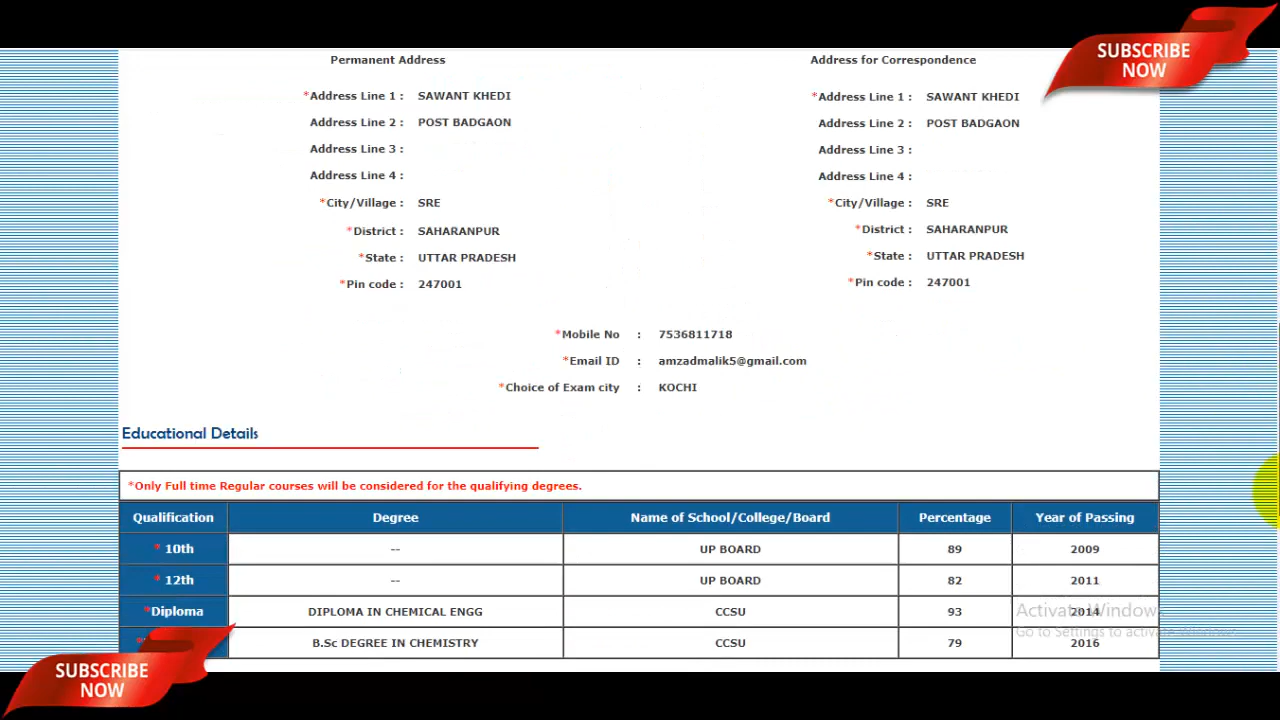 SUBSCRIBE
NOW
Permanent Address
*Address Line 1 : SAWANT KHEDI
Address Line 2 : POST BADGAON
Address Line 3 :
Address Line 4 :
*City/Village : SRE
*District : SAHARANPUR
*State : UTTAR PRADESH
*Pin code : 247001
Address for Correspondence
*Address Line 1 : SAWANT KHEDI
Address Line 2 : POST BADGAON
Address Line 3 :
Address Line 4 :
*City/Village : SRE
*District : SAHARANPUR
*State : UTTAR PRADESH
*Pin code : 247001
*Mobile No : 7536811718
*Email ID : amzadmalik5@gmail.com
*Choice of Exam city : KOCHI
Educational Details
*Only Full time Regular courses will be considered for the qualifying degrees.
Qualification Degree Name of School/College/Board Percentage Year of Passing
* 10th -- UP BOARD 89 2009
* 12th -- UP BOARD 82 2011
*Diploma DIPLOMA IN CHEMICAL ENGG CCSU 93 2014
B.Sc DEGREE IN CHEMISTRY CCSU 79 2016
Activate Windows
Go to Settings to activate Windows.
SUBSCRIBE
NOW